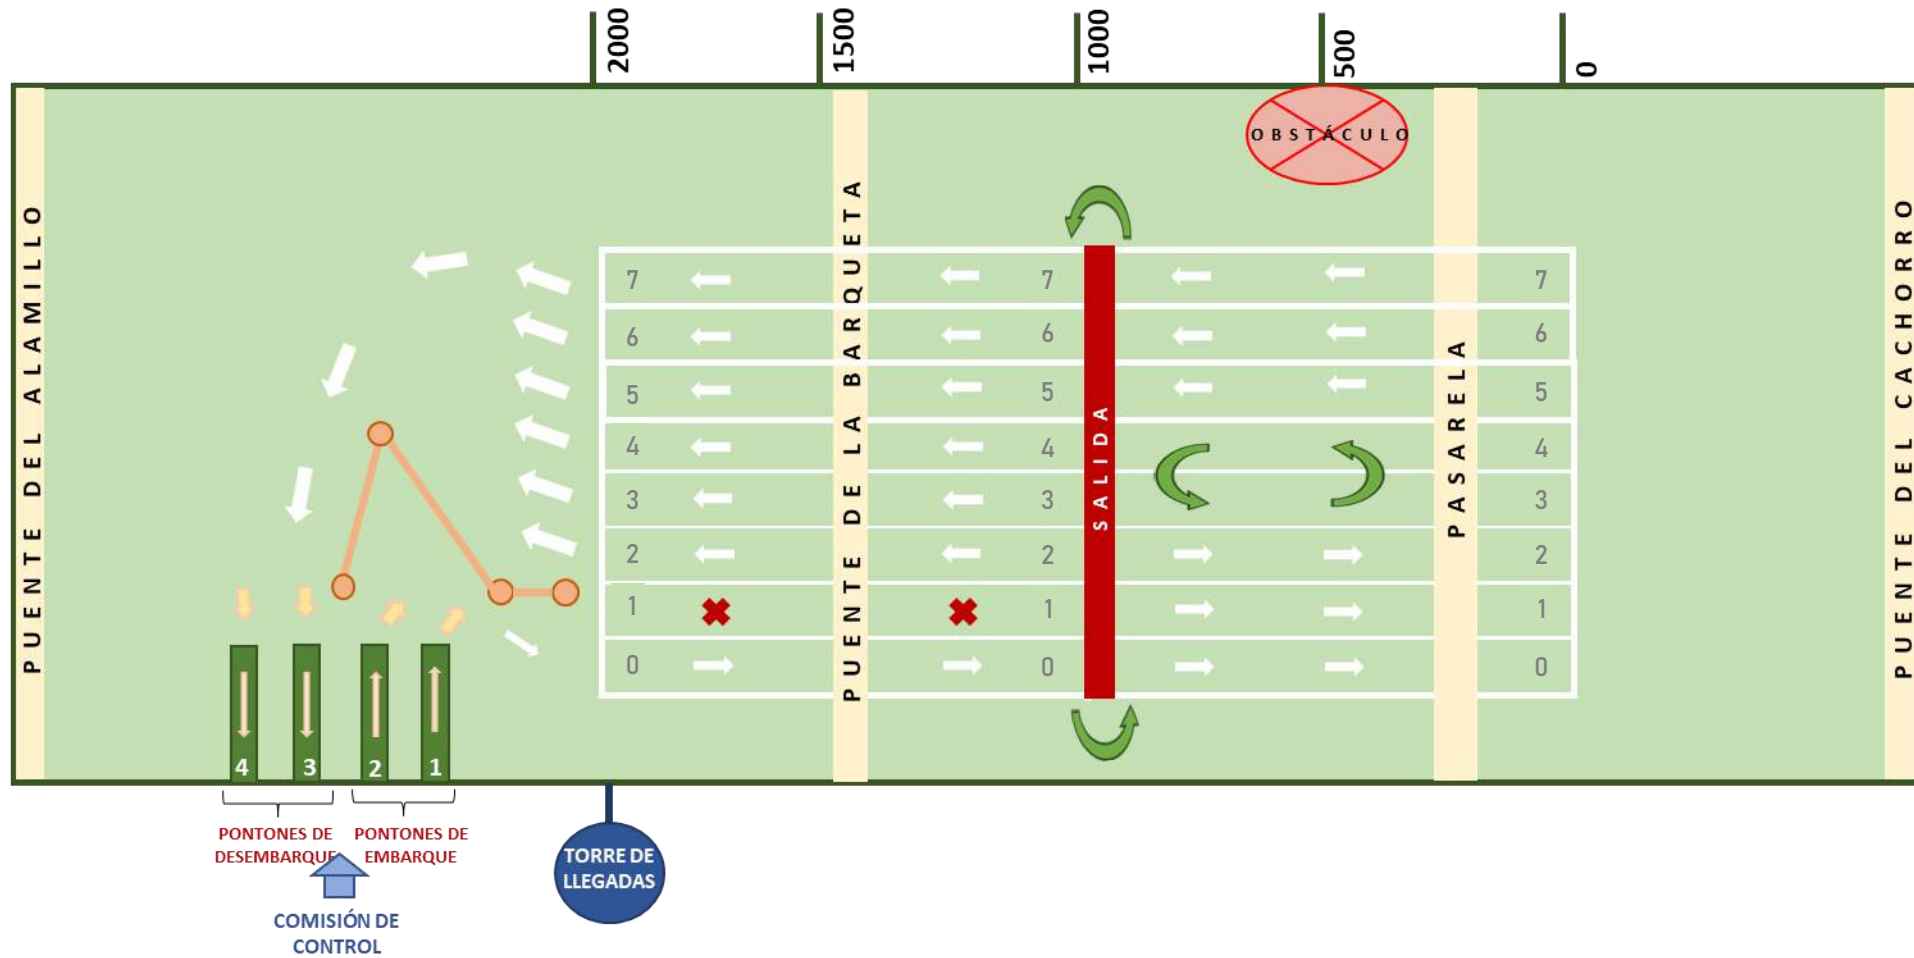 2000
1500
1000
500
0
OBSTÁCULO
PUENTE DEL ALAMILLO
PUENTE DE LA BARQUETA
SALIDA
PASARELA
PUENTE DEL CACHORRO
7 7 7
6 6 6
5 5 5
4 4 4
3 3 3
2 2 2
1 1 1
0 0 0
4 3 2 1
PONTONES DE
DESEMBARQUE
PONTONES DE
EMBARQUE
TORRE DE
LLEGADAS
COMISIÓN DE
CONTROL